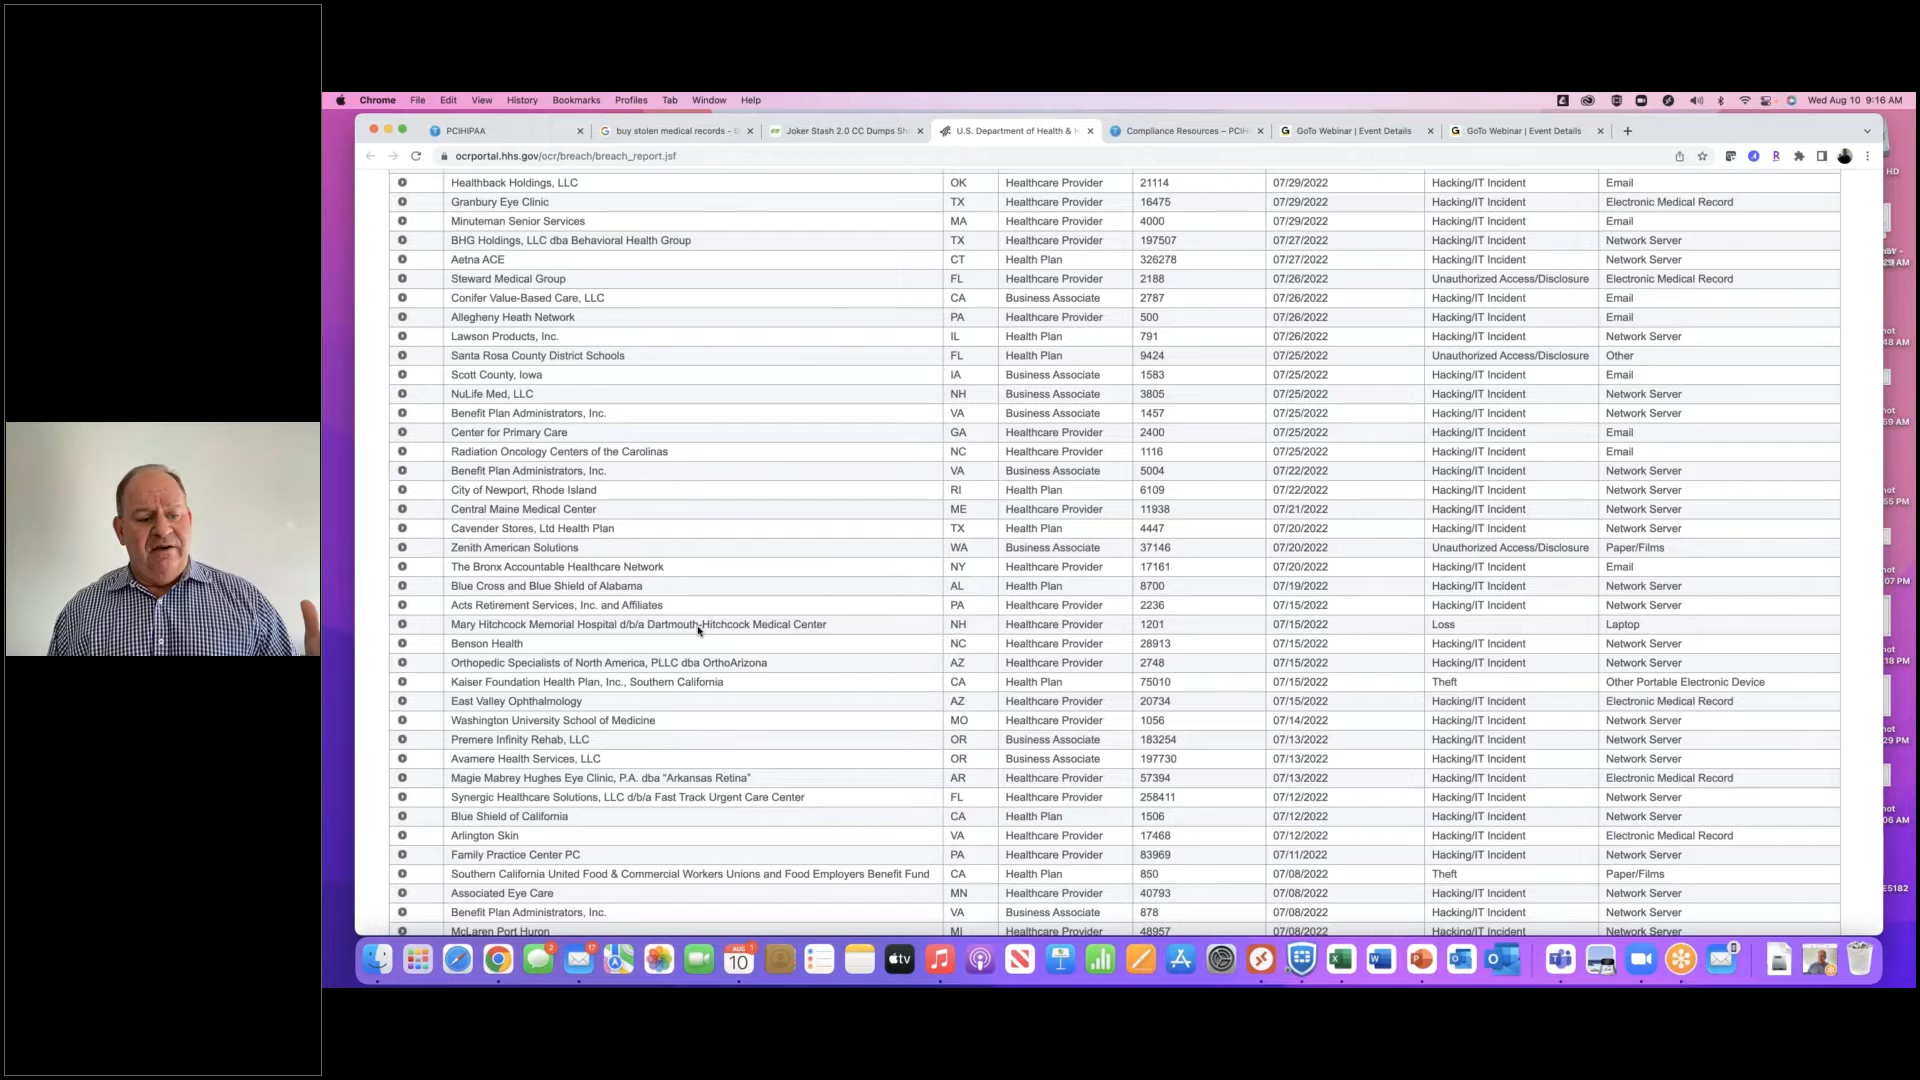 Chrome File Edit View History Bookmarks Profiles Tab Window Help Wed Aug 10 9:16 AM
PCIHIPAA buy stolen medical records - G Joker Stash 2.0 CC Dumps Sh U.S. Department of Health & H Compliance Resources – PCIH GoTo Webinar | Event Details GoTo Webinar | Event Details
ocrportal.hhs.gov/ocr/breach/breach_report.jsf
Healthback Holdings, LLC OK Healthcare Provider 21114 07/29/2022 Hacking/IT Incident Email
Granbury Eye Clinic TX Healthcare Provider 16475 07/29/2022 Hacking/IT Incident Electronic Medical Record
Minuteman Senior Services MA Healthcare Provider 4000 07/29/2022 Hacking/IT Incident Email
BHG Holdings, LLC dba Behavioral Health Group TX Healthcare Provider 197507 07/27/2022 Hacking/IT Incident Network Server
Aetna ACE CT Health Plan 326278 07/27/2022 Hacking/IT Incident Network Server
Steward Medical Group FL Healthcare Provider 2188 07/26/2022 Unauthorized Access/Disclosure Electronic Medical Record
Conifer Value-Based Care, LLC CA Business Associate 2787 07/26/2022 Hacking/IT Incident Email
Allegheny Heath Network PA Healthcare Provider 500 07/26/2022 Hacking/IT Incident Email
Lawson Products, Inc. IL Health Plan 791 07/26/2022 Hacking/IT Incident Network Server
Santa Rosa County District Schools FL Health Plan 9424 07/25/2022 Unauthorized Access/Disclosure Other
Scott County, Iowa IA Business Associate 1583 07/25/2022 Hacking/IT Incident Email
NuLife Med, LLC NH Business Associate 3805 07/25/2022 Hacking/IT Incident Network Server
Benefit Plan Administrators, Inc. VA Business Associate 1457 07/25/2022 Hacking/IT Incident Network Server
Center for Primary Care GA Healthcare Provider 2400 07/25/2022 Hacking/IT Incident Email
Radiation Oncology Centers of the Carolinas NC Healthcare Provider 1116 07/25/2022 Hacking/IT Incident Email
Benefit Plan Administrators, Inc. VA Business Associate 5004 07/22/2022 Hacking/IT Incident Network Server
City of Newport, Rhode Island RI Health Plan 6109 07/22/2022 Hacking/IT Incident Network Server
Central Maine Medical Center ME Healthcare Provider 11938 07/21/2022 Hacking/IT Incident Network Server
Cavender Stores, Ltd Health Plan TX Health Plan 4447 07/20/2022 Hacking/IT Incident Network Server
Zenith American Solutions WA Business Associate 37146 07/20/2022 Unauthorized Access/Disclosure Paper/Films
The Bronx Accountable Healthcare Network NY Healthcare Provider 17161 07/20/2022 Hacking/IT Incident Email
Blue Cross and Blue Shield of Alabama AL Health Plan 8700 07/19/2022 Hacking/IT Incident Network Server
Acts Retirement Services, Inc. and Affiliates PA Healthcare Provider 2236 07/15/2022 Hacking/IT Incident Network Server
Mary Hitchcock Memorial Hospital d/b/a Dartmouth-Hitchcock Medical Center NH Healthcare Provider 1201 07/15/2022 Loss Laptop
Benson Health NC Healthcare Provider 28913 07/15/2022 Hacking/IT Incident Network Server
Orthopedic Specialists of North America, PLLC dba OrthoArizona AZ Healthcare Provider 2748 07/15/2022 Hacking/IT Incident Network Server
Kaiser Foundation Health Plan, Inc., Southern California CA Health Plan 75010 07/15/2022 Theft Other Portable Electronic Device
East Valley Ophthalmology AZ Healthcare Provider 20734 07/15/2022 Hacking/IT Incident Electronic Medical Record
Washington University School of Medicine MO Healthcare Provider 1056 07/14/2022 Hacking/IT Incident Network Server
Premere Infinity Rehab, LLC OR Business Associate 183254 07/13/2022 Hacking/IT Incident Network Server
Avamere Health Services, LLC OR Business Associate 197730 07/13/2022 Hacking/IT Incident Network Server
Magie Mabrey Hughes Eye Clinic, P.A. dba “Arkansas Retina” AR Healthcare Provider 57394 07/13/2022 Hacking/IT Incident Electronic Medical Record
Synergic Healthcare Solutions, LLC d/b/a Fast Track Urgent Care Center FL Healthcare Provider 258411 07/12/2022 Hacking/IT Incident Network Server
Blue Shield of California CA Health Plan 1506 07/12/2022 Hacking/IT Incident Network Server
Arlington Skin VA Healthcare Provider 17468 07/12/2022 Hacking/IT Incident Electronic Medical Record
Family Practice Center PC PA Healthcare Provider 83969 07/11/2022 Hacking/IT Incident Network Server
Southern California United Food & Commercial Workers Unions and Food Employers Benefit Fund CA Health Plan 850 07/08/2022 Theft Paper/Films
Associated Eye Care MN Healthcare Provider 40793 07/08/2022 Hacking/IT Incident Network Server
Benefit Plan Administrators, Inc. VA Business Associate 878 07/08/2022 Hacking/IT Incident Network Server
McLaren Port Huron MI Healthcare Provider 48957 07/08/2022 Hacking/IT Incident Network Server
HD
2 17 AUG 10 tv 1